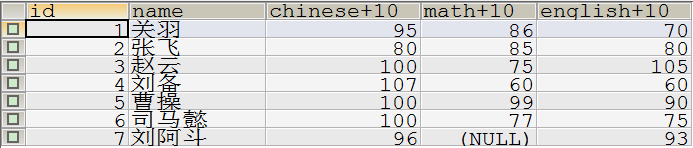 id name chinese+10 math+10 english+10
1 关羽 95 86 70
2 张飞 80 85 80
3 赵云 100 75 105
4 刘备 107 60 60
5 曹操 100 99 90
6 司马懿 100 77 75
7 刘阿斗 96 (NULL) 93